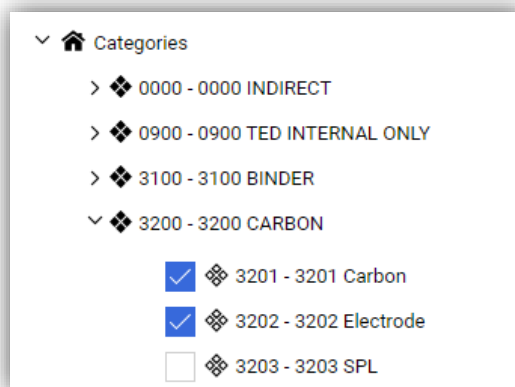 Categories
0000 - 0000 INDIRECT
0900 - 0900 TED INTERNAL ONLY
3100 - 3100 BINDER
3200 - 3200 CARBON
3201 - 3201 Carbon
3202 - 3202 Electrode
3203 - 3203 SPL